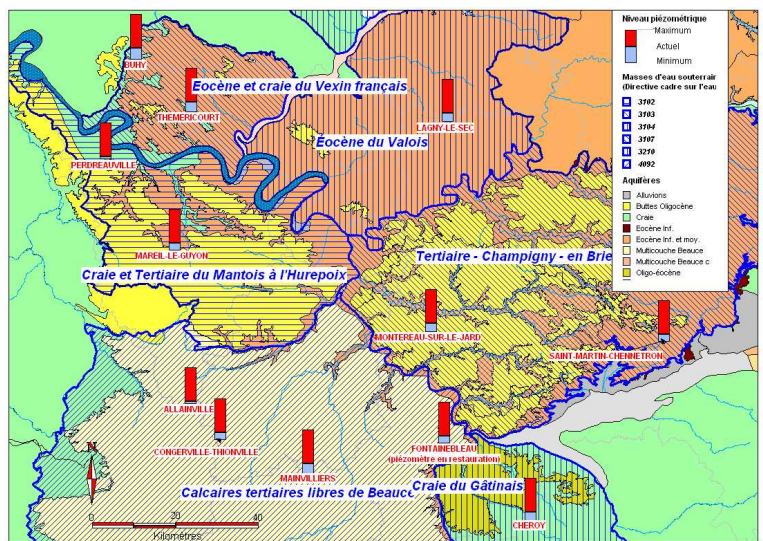 Niveau piézométrique
Maximum
Actuel
Minimum
Masses d'eau souterrair
(Directive cadre sur l'eau
3102
3103
3104
3107
3210
4092
Aquifères
Alluvions
Buttes Oligocène
Craie
Eocène Inf.
Eocène Inf. et moy.
Multicouche Beauce
Multicouche Beauce c
Oligo-éocène
BUHY
Eocène et craie du Vexin français
THEMERICOURT
LAGNY-LE-SEC
Eocène du Valois
PERDREAUVILLE
MAREIL-LE-GUYON
Tertiaire - Champigny - en Brie
Craie et Tertiaire du Mantois à l'Hurepoix
MONTEREAU-SUR-LE-JARD
SAINT-MARTIN-CHENNETRON
ALLAINVILLE
CONGERVILLE-THIONVILLE
FONTAINEBLEAU
(piézomètre en restauration)
MAINVILLIERS
Craie du Gâtinais
Calcaires tertiaires libres de Beauce
CHEROY
N
0 20 40
Kilomètres